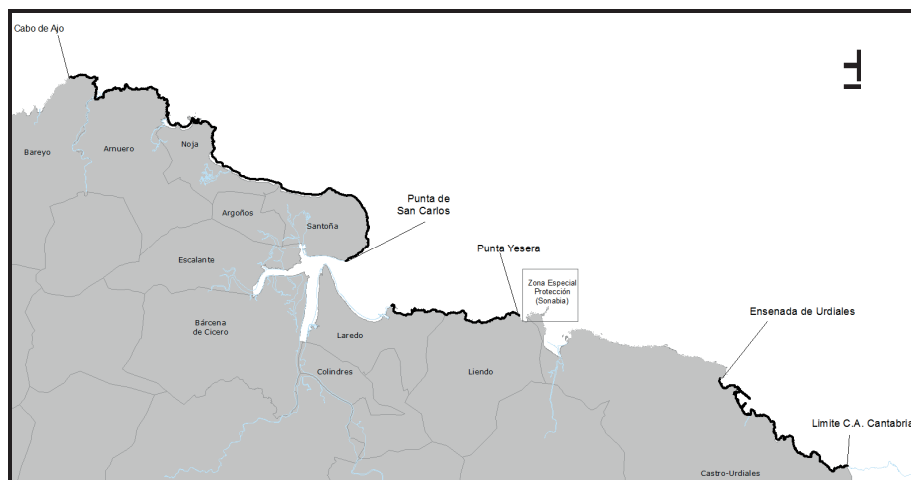 Cabo de Ajo
Bareyo
Arnuero
Noja
Argoños
Santoña
Punta de
San Carlos
Escalante
Punta Yesera
Zona Especial
Protección
(Sonabia)
Bárcena
de Cicero
Laredo
Ensenada de Urdiales
Colindres
Liendo
Limite C.A. Cantabria
Castro-Urdiales